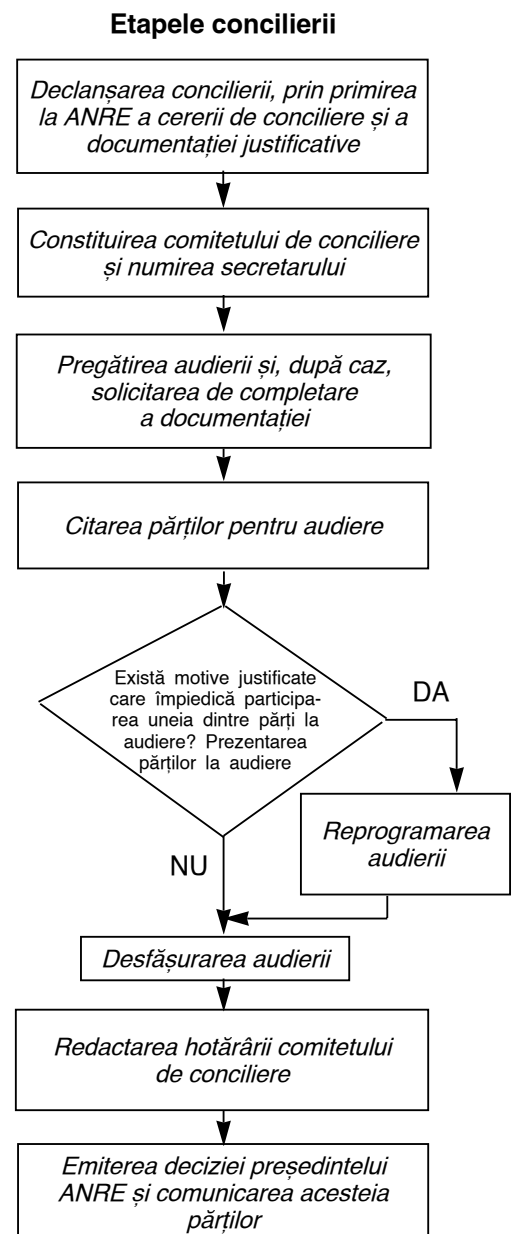 Etapele concilierii
Declanșarea concilierii, prin primirea
la ANRE a cererii de conciliere și a
documentației justificative
Constituirea comitetului de conciliere
și numirea secretarului
Pregătirea audierii și, după caz,
solicitarea de completare
a documentației
Citarea părților pentru audiere
Există motive justificate
care împiedică participa-
rea uneia dintre părți la
audiere? Prezentarea
părților la audiere
DA
Reprogramarea
audierii
NU
Desfășurarea audierii
Redactarea hotărârii comitetului
de conciliere
Emiterea deciziei președintelui
ANRE și comunicarea acesteia
părților